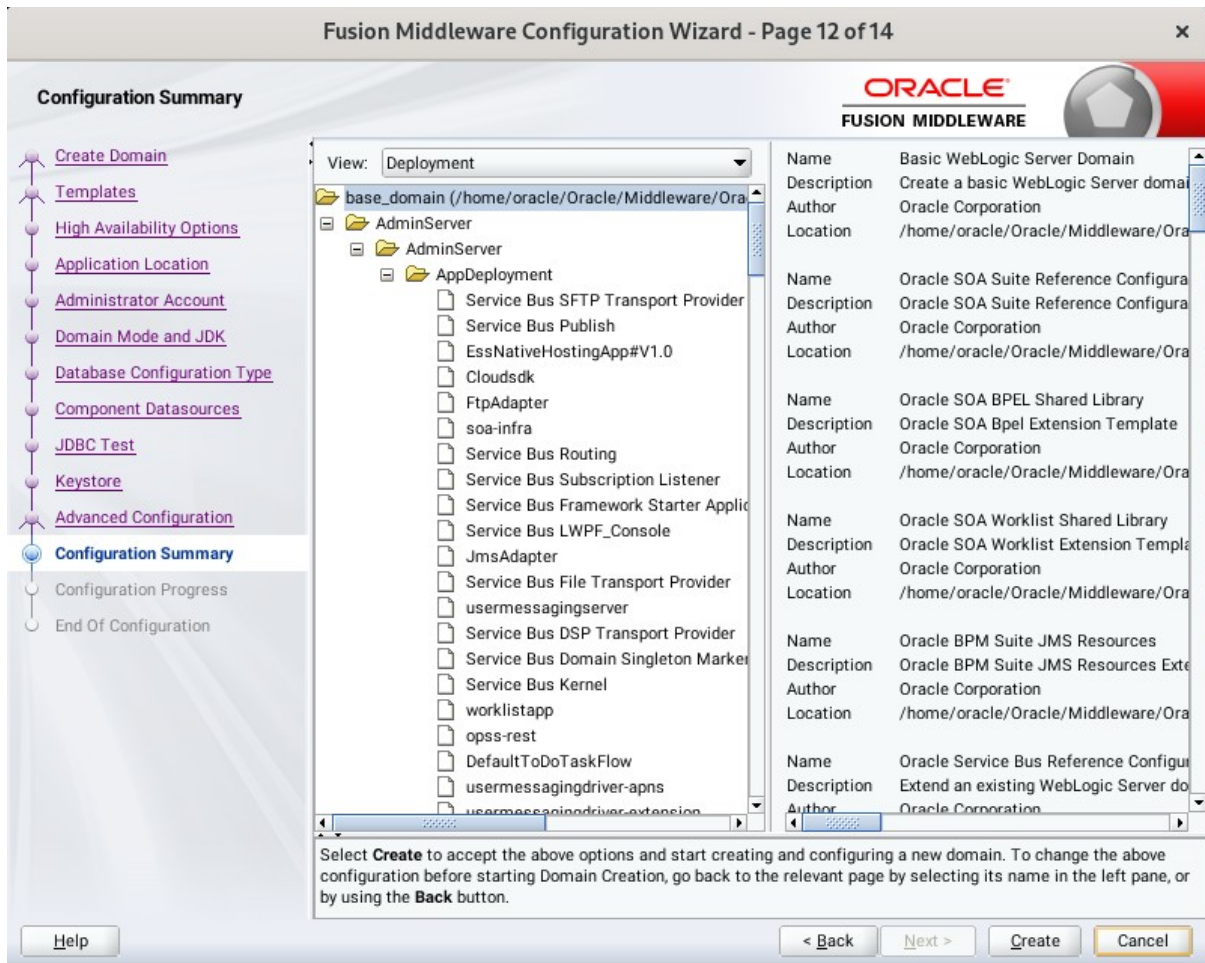 Fusion Middleware Configuration Wizard - Page 12 of 14
Configuration Summary
ORACLE
FUSION MIDDLEWARE
Create Domain
Templates
High Availability Options
Application Location
Administrator Account
Domain Mode and JDK
Database Configuration Type
Component Datasources
JDBC Test
Keystore
Advanced Configuration
Configuration Summary
Configuration Progress
End Of Configuration
View: Deployment
base_domain (/home/oracle/Oracle/Middleware/Ora
AdminServer
AdminServer
AppDeployment
Service Bus SFTP Transport Provider
Service Bus Publish
EssNativeHostingApp#V1.0
Cloudsdk
FtpAdapter
soa-infra
Service Bus Routing
Service Bus Subscription Listener
Service Bus Framework Starter Applic
Service Bus LWPF_Console
JmsAdapter
Service Bus File Transport Provider
usermessagingserver
Service Bus DSP Transport Provider
Service Bus Domain Singleton Marker
Service Bus Kernel
worklistapp
opss-rest
DefaultToDoTaskFlow
usermessagingdriver-apns
usermessagingdriver-extension
Name Basic WebLogic Server Domain
Description Create a basic WebLogic Server domai
Author Oracle Corporation
Location /home/oracle/Oracle/Middleware/Ora
Name Oracle SOA Suite Reference Configura
Description Oracle SOA Suite Reference Configura
Author Oracle Corporation
Location /home/oracle/Oracle/Middleware/Ora
Name Oracle SOA BPEL Shared Library
Description Oracle SOA Bpel Extension Template
Author Oracle Corporation
Location /home/oracle/Oracle/Middleware/Ora
Name Oracle SOA Worklist Shared Library
Description Oracle SOA Worklist Extension Templa
Author Oracle Corporation
Location /home/oracle/Oracle/Middleware/Ora
Name Oracle BPM Suite JMS Resources
Description Oracle BPM Suite JMS Resources Exte
Author Oracle Corporation
Location /home/oracle/Oracle/Middleware/Ora
Name Oracle Service Bus Reference Configur
Description Extend an existing WebLogic Server do
Author Oracle Corporation
Select Create to accept the above options and start creating and configuring a new domain. To change the above
configuration before starting Domain Creation, go back to the relevant page by selecting its name in the left pane, or
by using the Back button.
Help
< Back
Next >
Create
Cancel